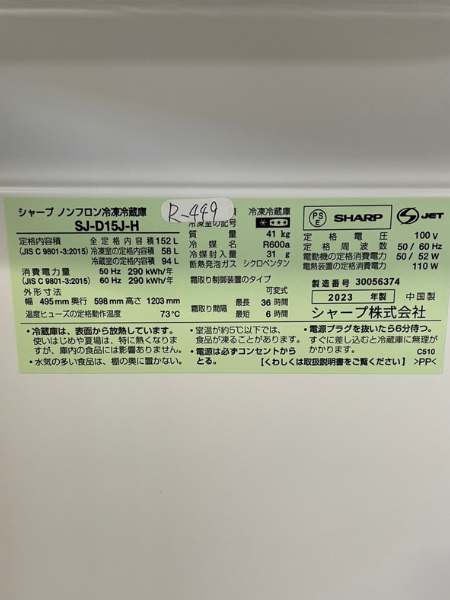 シャープ ノンフロン冷凍冷蔵庫
SJ-D15J-H
定格内容積 全定格内容積 152 L
(JIS C 9801-3:2015) 冷凍室の定格内容積 58 L
冷蔵室の定格内容積 94 L
消費電力量 50 Hz 290 kWh/年
(JIS C 9801-3:2015) 60 Hz 290 kWh/年
外形寸法
幅 495mm 奥行 598 mm 高さ 1203 mm
温度ヒューズの定格動作温度 73℃
R-449
冷凍冷蔵庫
冷凍室の記号
質量 41 kg
冷媒 R600a
冷媒封入量 31 g
断熱発泡ガス シクロペンタン
霜取り制御装置のタイプ
可変式
霜取り間隔 最長 36 時間
最短 6 時間
PSE SHARP S JET
定格電圧 100 V
定格周波数 50/60 Hz
電動機の定格消費電力 50/52 W
電熱装置の定格消費電力 110 W
製造番号 30056374
2023 年製 中国製
シャープ株式会社
・冷蔵庫は、表面から放熱しています。
使いはじめや夏場は、特に熱くなりま
すが、庫内の食品には影響ありません。
・水気の多い食品は、棚の奥に置かない。
・室温が約5℃以下では、
食品が凍ることがあります。
・電源は必ずコンセントから
とる。
・電源プラグを抜いたら6分待つ。
すぐに差し込むと冷蔵庫に無理が
かかります。 C510
【くわしくは取扱説明書をご覧ください】 >PP<